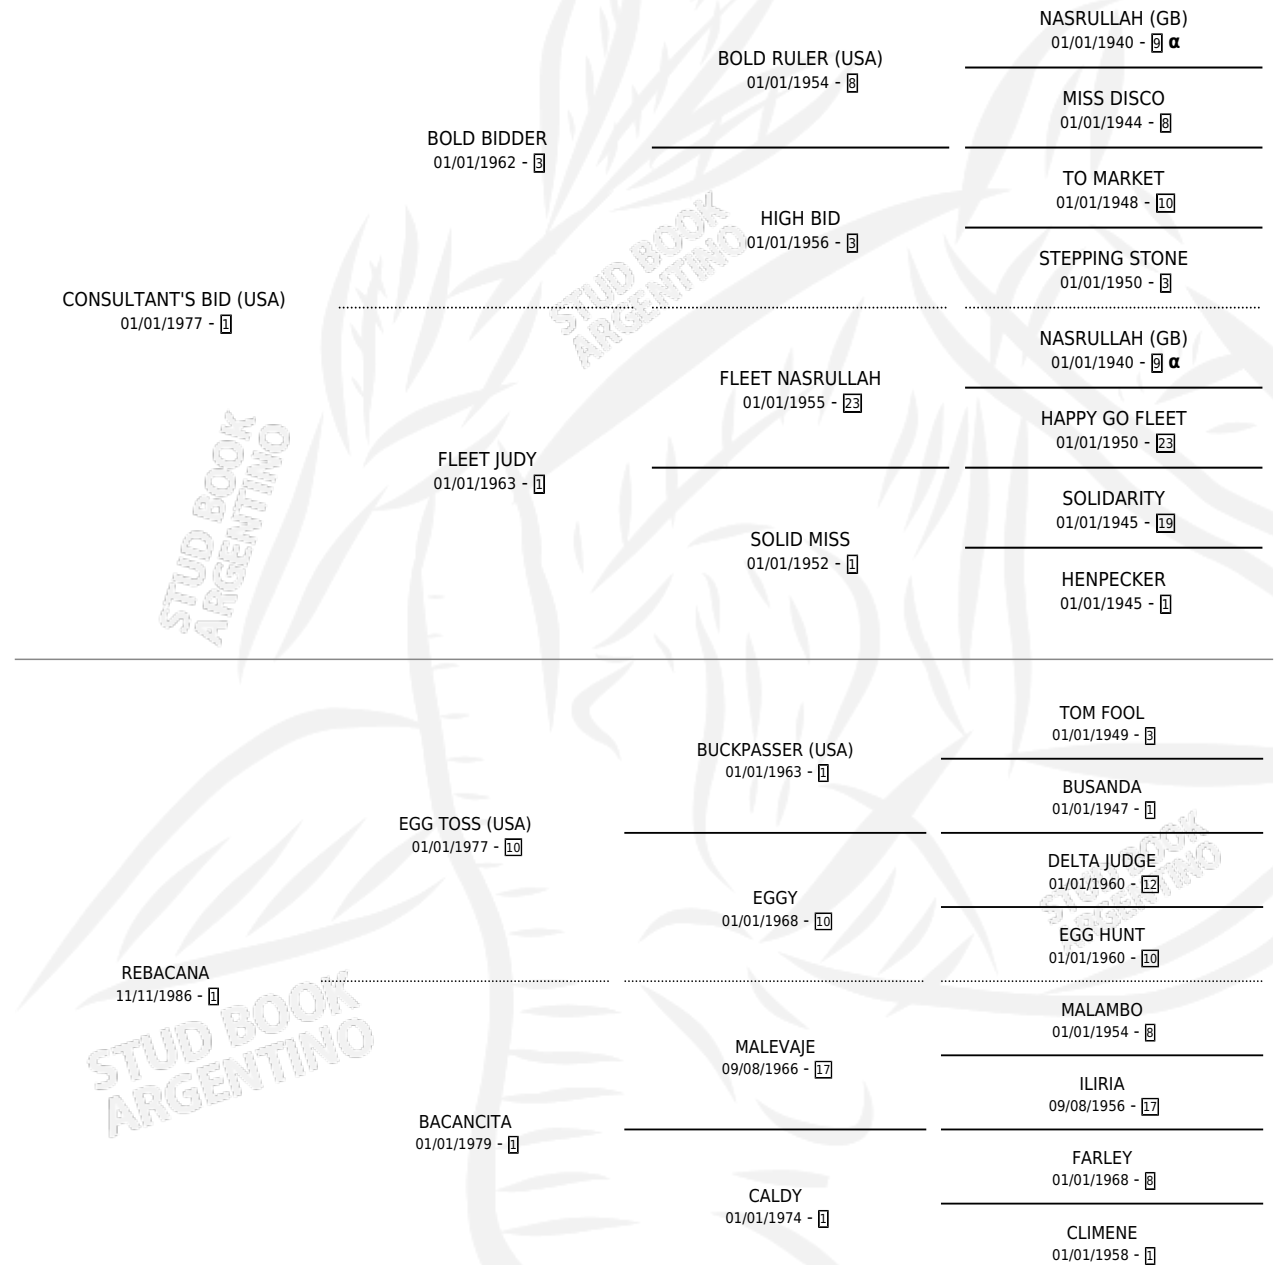 NASRULLAH (GB)
01/01/1940 - 9 α
BOLD RULER (USA)
01/01/1954 - 8
MISS DISCO
01/01/1944 - 8
BOLD BIDDER
01/01/1962 - 3
TO MARKET
01/01/1948 - 10
HIGH BID
01/01/1956 - 3
STEPPING STONE
01/01/1950 - 3
STUD BOOK
ARGENTINO
CONSULTANT'S BID (USA)
01/01/1977 - 1
NASRULLAH (GB)
01/01/1940 - 9 α
FLEET NASRULLAH
01/01/1955 - 23
HAPPY GO FLEET
01/01/1950 - 23
FLEET JUDY
01/01/1963 - 1
STUD BOOK
ARGENTINO
SOLIDARITY
01/01/1945 - 19
SOLID MISS
01/01/1952 - 1
HENPECKER
01/01/1945 - 1
TOM FOOL
01/01/1949 - 3
BUCKPASSER (USA)
01/01/1963 - 1
BUSANDA
01/01/1947 - 1
EGG TOSS (USA)
01/01/1977 - 10
DELTA JUDGE
01/01/1960 - 12
STUD BOOK
ARGENTINO
EGGY
01/01/1968 - 10
EGG HUNT
01/01/1960 - 10
REBACANA
11/11/1986 - 1
STUD BOOK
ARGENTINO
MALAMBO
01/01/1954 - 8
MALEVAJE
09/08/1966 - 17
ILIRIA
09/08/1956 - 17
BACANCITA
01/01/1979 - 1
FARLEY
01/01/1968 - 8
CALDY
01/01/1974 - 1
CLIMENE
01/01/1958 - 1